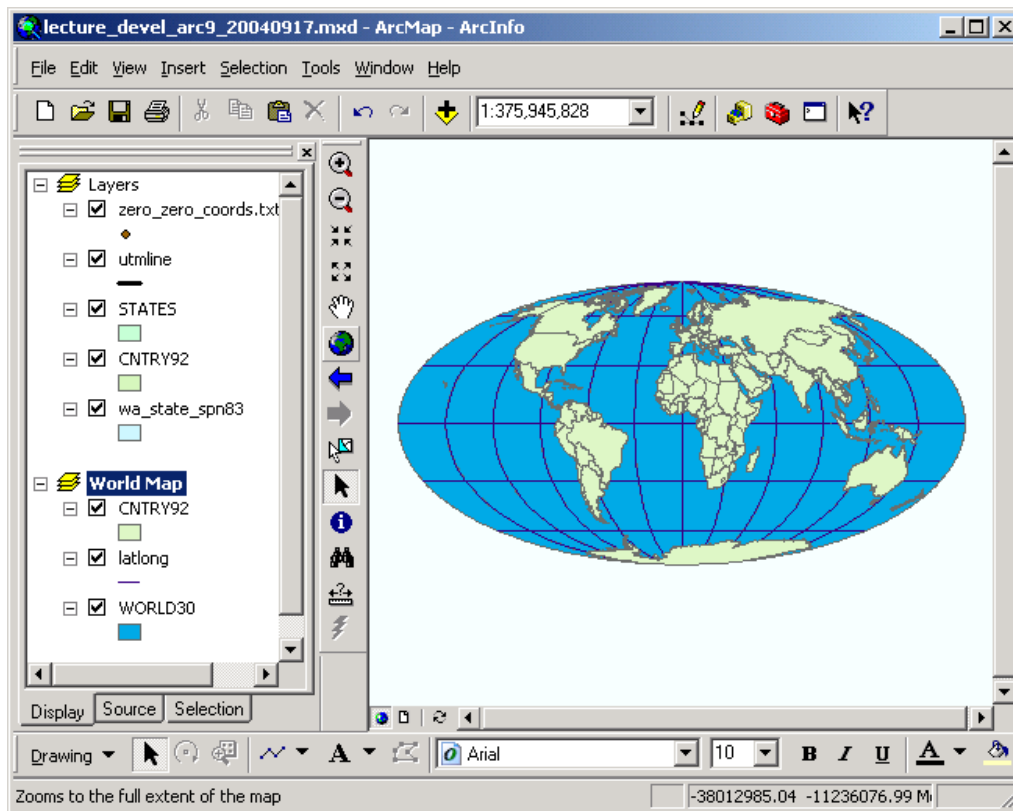 lecture_devel_arc9_20040917.mxd - ArcMap - ArcInfo
File Edit View Insert Selection Tools Window Help
1:375,945,828
Layers
zero_zero_coords.txt
utmline
STATES
CNTRY92
wa_state_spn83
World Map
CNTRY92
latlong
WORLD30
Display Source Selection
Drawing A Arial 10 B I U A
Zooms to the full extent of the map -38012985.04 -11236076.99 M